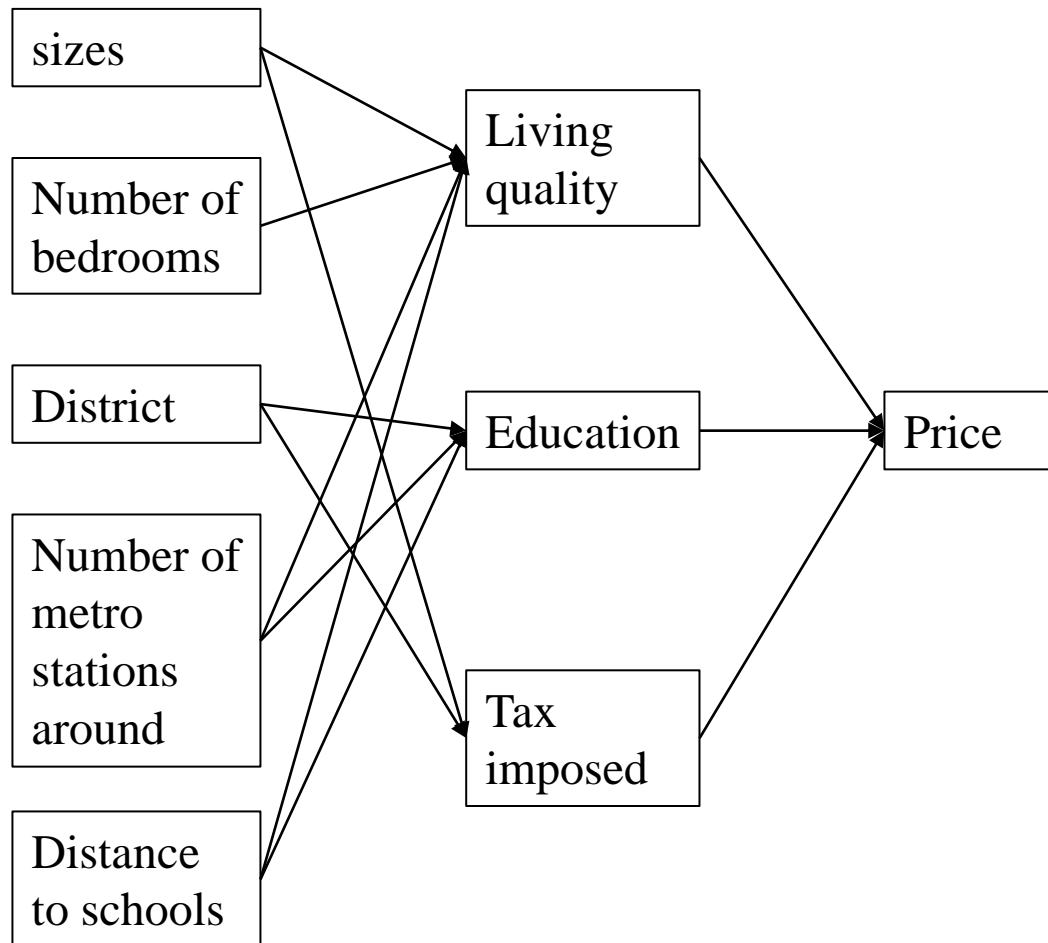 sizes
Number of
bedrooms
District
Number of
metro
stations
around
Distance
to schools
Living
quality
Education
Tax
imposed
Price